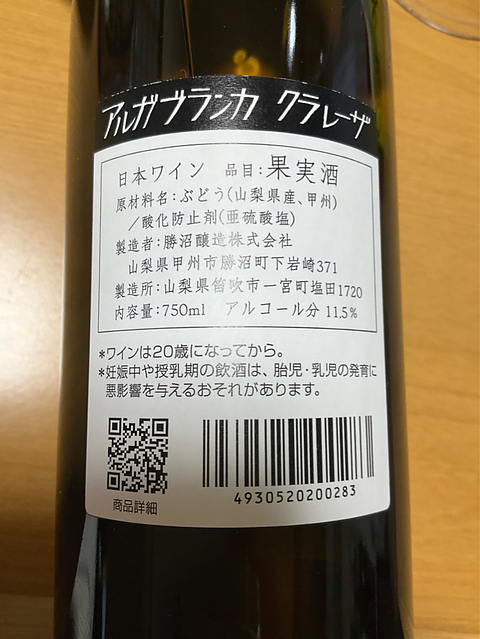 アルガブランカ クラレーザ
日本ワイン 品目:果実酒
原材料名:ぶどう(山梨県産、甲州)
／酸化防止剤(亜硫酸塩)
製造者:勝沼醸造株式会社
山梨県甲州市勝沼町下岩崎371
製造所:山梨県笛吹市一宮町塩田1720
内容量:750ml アルコール分 11.5%
*ワインは20歳になってから。
*妊娠中や授乳期の飲酒は、胎児・乳児の発育に
悪影響を与えるおそれがあります。
4930520200283
商品詳細